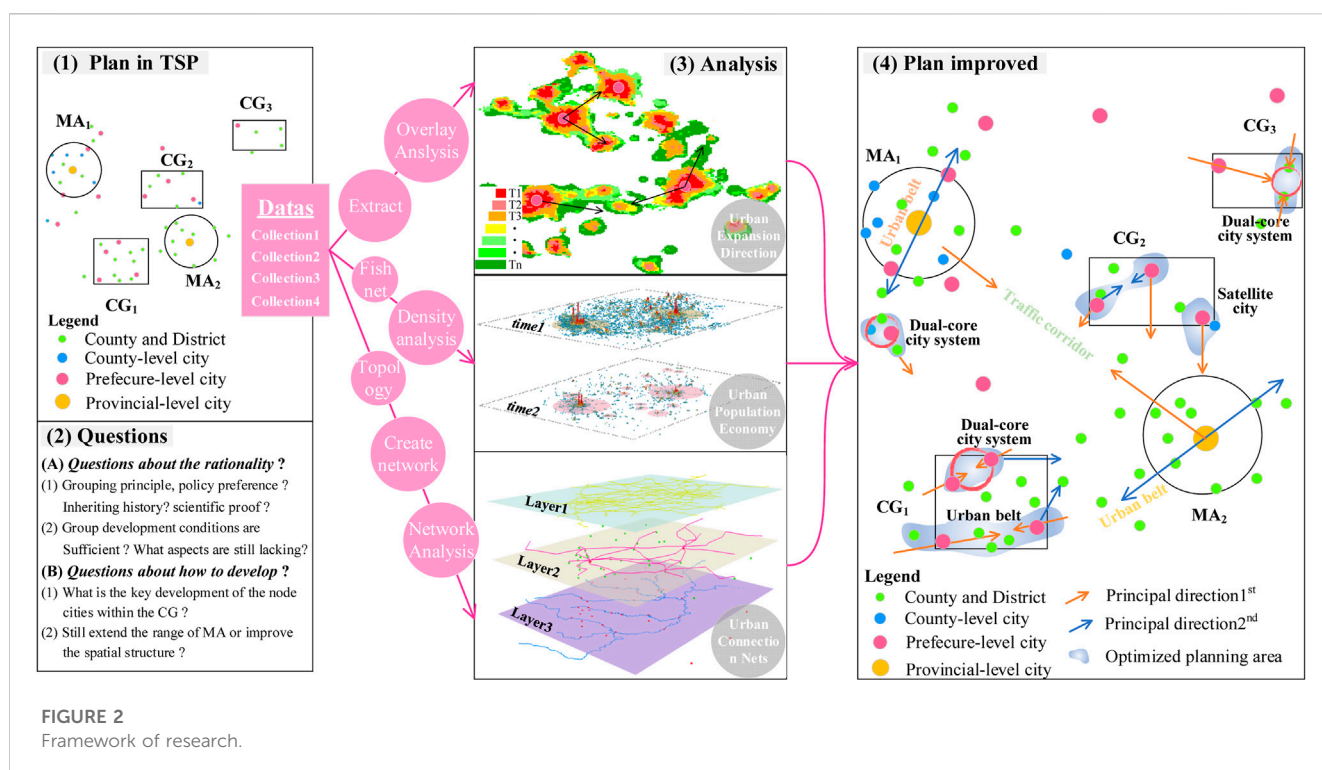 (1) Plan in TSP
MA1
CG3
CG2
CG1
MA2
Legend
County and District
County-level city
Prefecure-level city
Provincial-level city
(2) Questions
(A) Questions about the rationality ?
(1) Grouping principle, policy preference ?
Inheriting history? scientific proof ?
(2) Group development conditions are
Sufficient ? What aspects are still lacking?
(B) Questions about how to develop ?
(1) What is the key development of the node
cities within the CG ?
(2) Still extend the range of MA or improve
the spatial structure ?
Datas
Collection1
Collection2
Collection3
Collection4
Overlay
Anslysis
Extract
Fish
net
Density
analysis
Topol
ogy
Create
network
Network
Analysis
(3) Analysis
T1
T2
T3
•
•
•
Tn
Urban
Expansion
Direction
time1
time2
Urban
Population
Economy
Layer1
Layer2
Layer3
Urban
Connectio
n Nets
(4) Plan improved
CG3
MA1
Urban belt
Dual-core
city system
CG2
Satellite
city
Traffic corridor
Dual-core
city system
Dual-core
city system
CG1
Urban belt
Urban belt
MA2
Legend
County and District
County-level city
Prefecure-level city
Provincial-level city
Principal direction1st
Principal direction2nd
Optimized planning area
FIGURE 2
Framework of research.